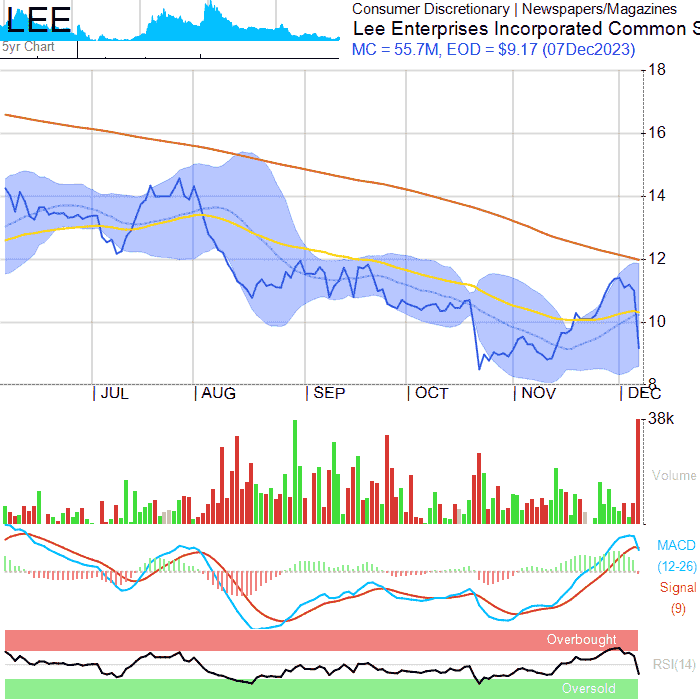 LEE
5yr Chart
Consumer Discretionary | Newspapers/Magazines
Lee Enterprises Incorporated Common S
MC = 55.7M, EOD = $9.17 (07Dec2023)
18
16
14
12
10
8
JUL AUG SEP OCT NOV DEC
38k
Volume
MACD
(12-26)
Signal
(9)
Overbought
RSI(14)
Oversold